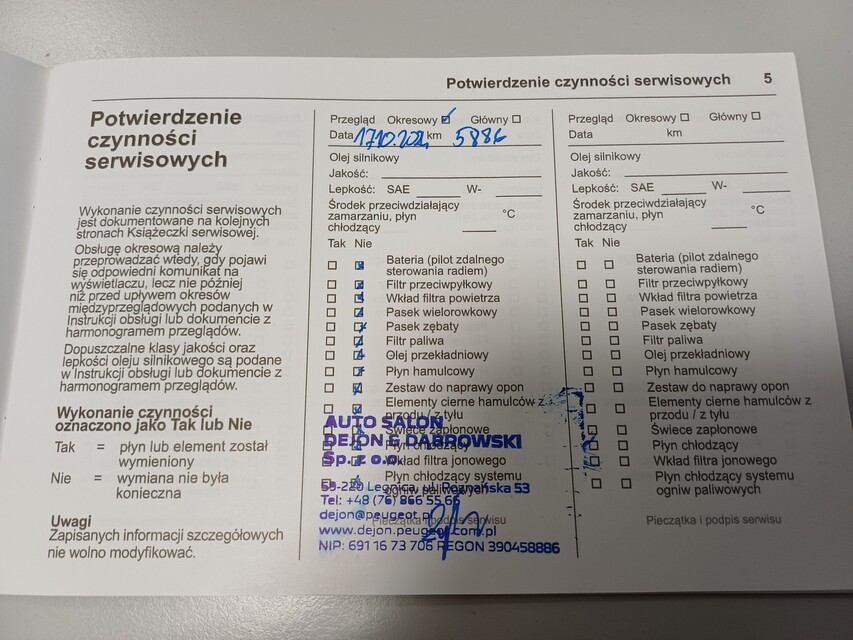 Potwierdzenie czynności serwisowych 5
Potwierdzenie
czynności
serwisowych
Wykonanie czynności serwisowych
jest dokumentowane na kolejnych
stronach Książeczki serwisowej.
Obsługę okresową należy
przeprowadzać wtedy, gdy pojawi
się odpowiedni komunikat na
wyświetlaczu, lecz nie później
niż przed upływem okresów
międzyprzeglądowych podanych w
Instrukcji obsługi lub dokumencie z
harmonogramem przeglądów.
Dopuszczalne klasy jakości oraz
lepkości oleju silnikowego są podane
w Instrukcji obsługi lub dokumencie z
harmonogramem przeglądów.
Wykonanie czynności
oznaczono jako Tak lub Nie
Tak = płyn lub element został
wymieniony
Nie = wymiana nie była
konieczna
Uwagi
Zapisanych informacji szczegółowych
nie wolno modyfikować.
Przegląd Okresowy Główny
Data 17.10.2024 km 5886
Olej silnikowy
Jakość:
Lepkość: SAE W-
Środek przeciwdziałający
zamarzaniu, płyn °C
chłodzący
Tak Nie
Bateria (pilot zdalnego
sterowania radiem)
Filtr przeciwpyłkowy
Wkład filtra powietrza
Pasek wielorowkowy
Pasek zębaty
Filtr paliwa
Olej przekładniowy
Płyn hamulcowy
Zestaw do naprawy opon
Elementy cierne hamulców z
przodu / z tyłu
Świece zapłonowe
Płyn chłodzący
Wkład filtra jonowego
Płyn chłodzący systemu
ogniw paliwowych
Pieczątka i podpis serwisu
AUTO SALON
DEJON & DĄBROWSKI
Sp. z o.o.
59-220 Legnica, ul. Poznańska 53
Tel: +48 (76) 866 55 66
dejon@peugeot.pl
www.dejon.peugeot.com.pl
NIP: 691 16 73 706 REGON 390458886
Przegląd Okresowy Główny
Data km
Olej silnikowy
Jakość:
Lepkość: SAE W-
Środek przeciwdziałający
zamarzaniu, płyn °C
chłodzący
Tak Nie
Bateria (pilot zdalnego
sterowania radiem)
Filtr przeciwpyłkowy
Wkład filtra powietrza
Pasek wielorowkowy
Pasek zębaty
Filtr paliwa
Olej przekładniowy
Płyn hamulcowy
Zestaw do naprawy opon
Elementy cierne hamulców z
przodu / z tyłu
Świece zapłonowe
Płyn chłodzący
Wkład filtra jonowego
Płyn chłodzący systemu
ogniw paliwowych
Pieczątka i podpis serwisu